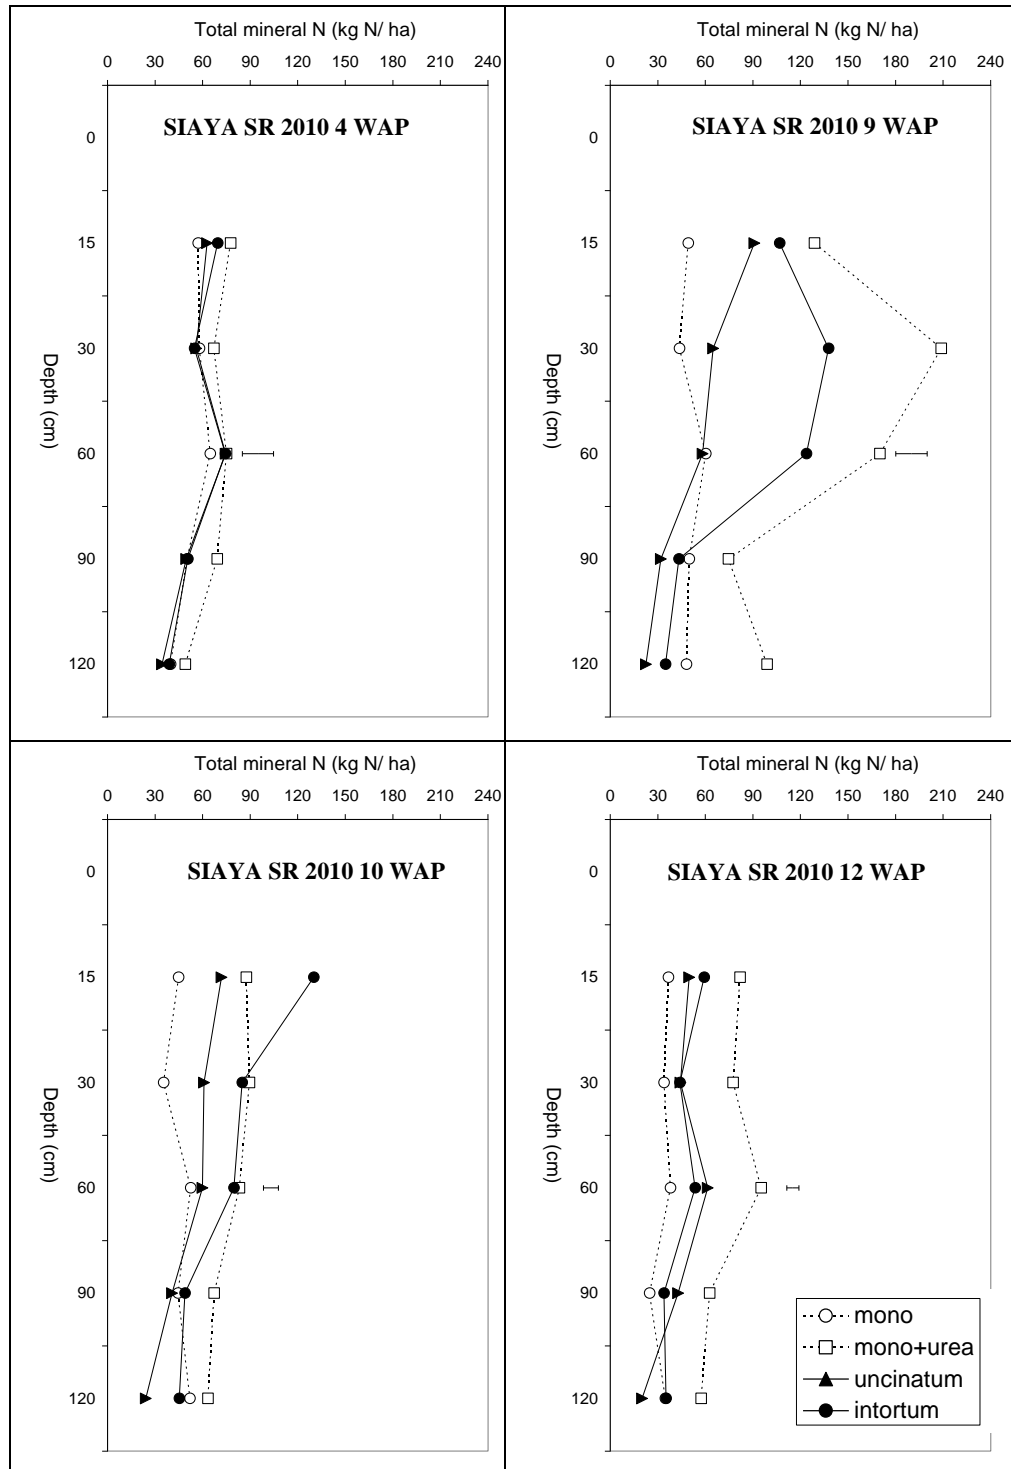 Total mineral N (kg N/ ha)
0 30 60 90 120 150 180 210 240
SIAYA SR 2010 4 WAP
0
15
30
60
90
120
Depth (cm)
Total mineral N (kg N/ ha)
0 30 60 90 120 150 180 210 240
SIAYA SR 2010 9 WAP
0
15
30
60
90
120
Depth (cm)
Total mineral N (kg N/ ha)
0 30 60 90 120 150 180 210 240
SIAYA SR 2010 10 WAP
0
15
30
60
90
120
Depth (cm)
Total mineral N (kg N/ ha)
0 30 60 90 120 150 180 210 240
SIAYA SR 2010 12 WAP
0
15
30
60
90
120
Depth (cm)
mono
mono+urea
uncinatum
intortum